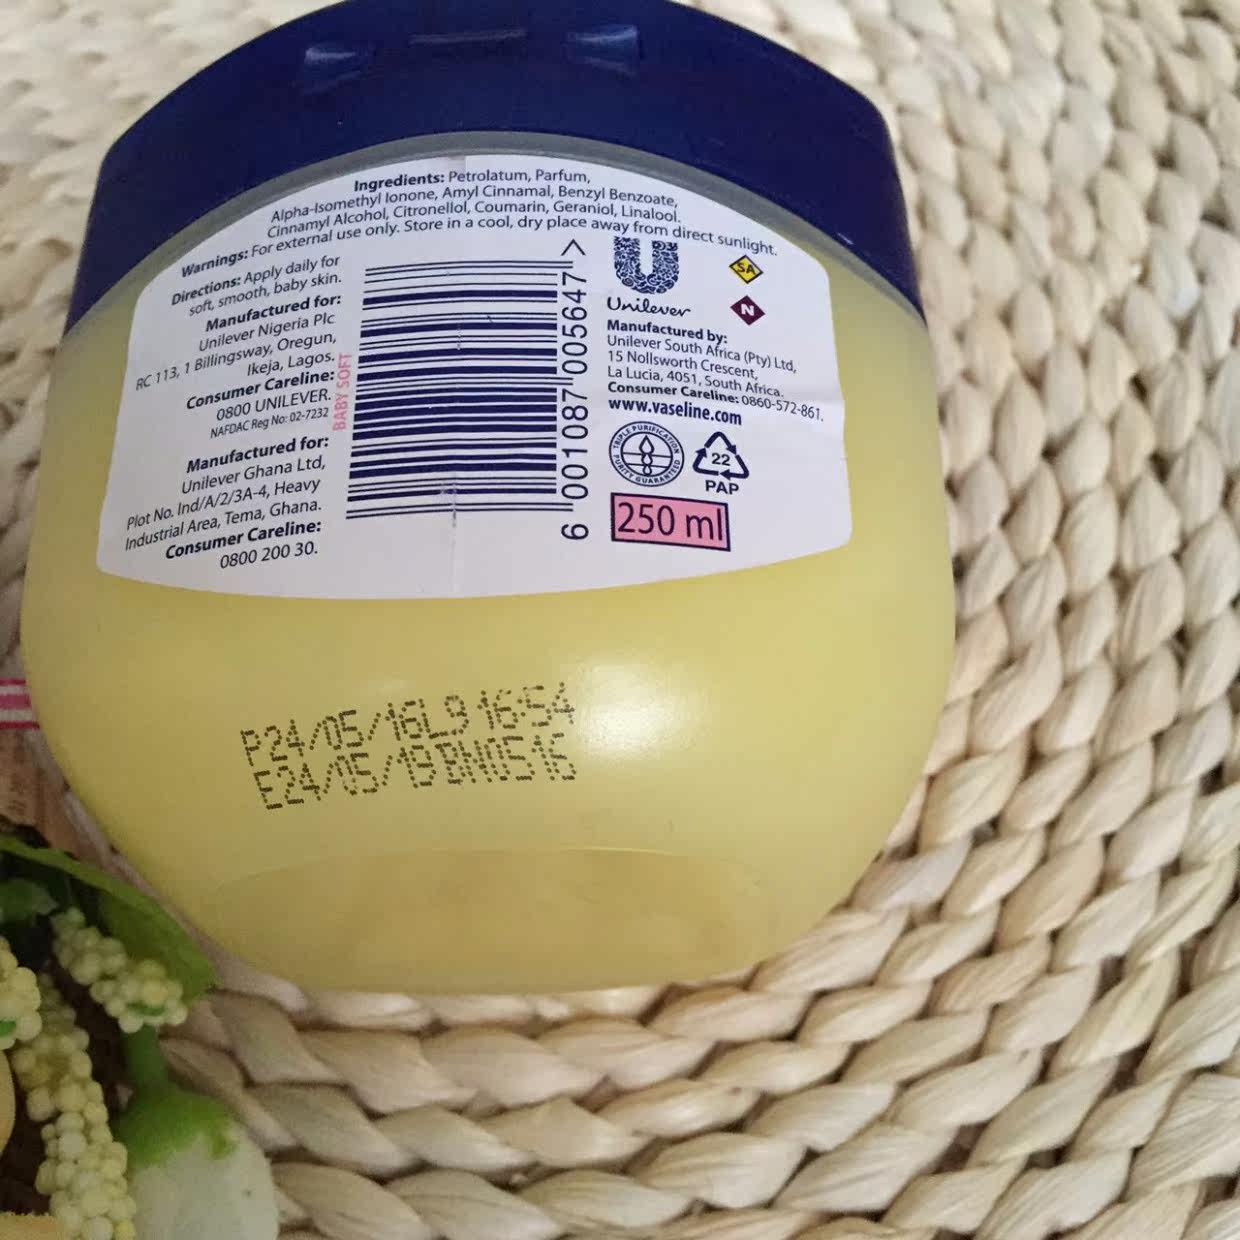 Ingredients: Petrolatum, Parfum,
Alpha-Isomethyl Ionone, Amyl Cinnamal, Benzyl Benzoate,
Cinnamyl Alcohol, Citronellol, Coumarin, Geraniol, Linalool.
Warnings: For external use only. Store in a cool, dry place away from direct sunlight.
Directions: Apply daily for
soft, smooth, baby skin.
Manufactured for:
Unilever Nigeria Plc
RC 113, 1 Billingsway, Oregun,
Ikeja, Lagos.
Consumer Careline:
0800 UNILEVER.
NAFDAC Reg No: 02-7232
Manufactured for:
Unilever Ghana Ltd,
Plot No. Ind/A/2/3A-4, Heavy
Industrial Area, Tema, Ghana.
Consumer Careline:
0800 200 30.
BABY SOFT
6 001087 005647 >
Unilever
SA
N
Manufactured by:
Unilever South Africa (Pty) Ltd,
15 Nollsworth Crescent,
La Lucia, 4051, South Africa.
Consumer Careline: 0860-572-861.
www.vaseline.com
TRIPLE PURIFICATION
PURITY GUARANTEED
22
PAP
250 ml
P24/05/16L9 16:54
E24/05/19BN0515